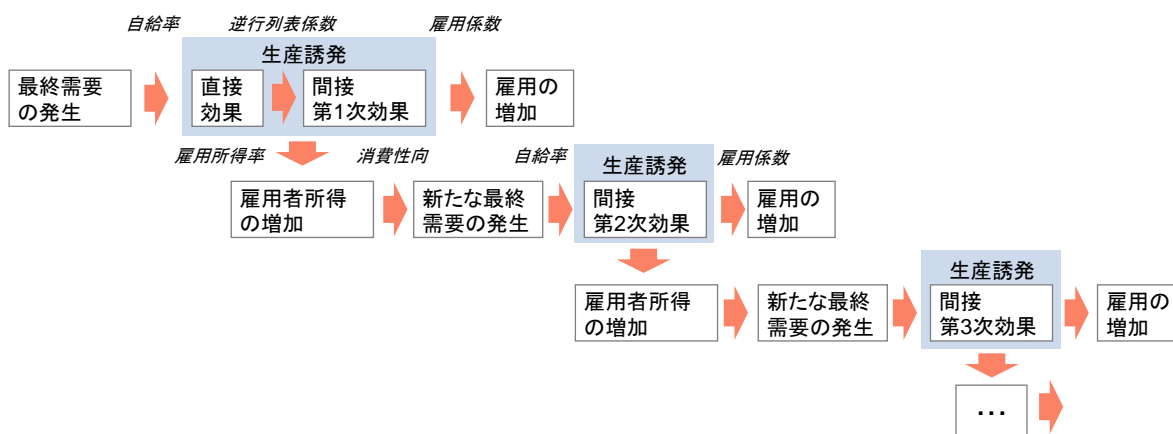 自給率
逆行列表係数
雇用係数
生産誘発
最終需要
の発生
直接
効果
間接
第1次効果
雇用の
増加
雇用所得率
消費性向
自給率
雇用係数
生産誘発
雇用者所得
の増加
新たな最終
需要の発生
間接
第2次効果
雇用の
増加
生産誘発
雇用者所得
の増加
新たな最終
需要の発生
間接
第3次効果
雇用の
増加
…